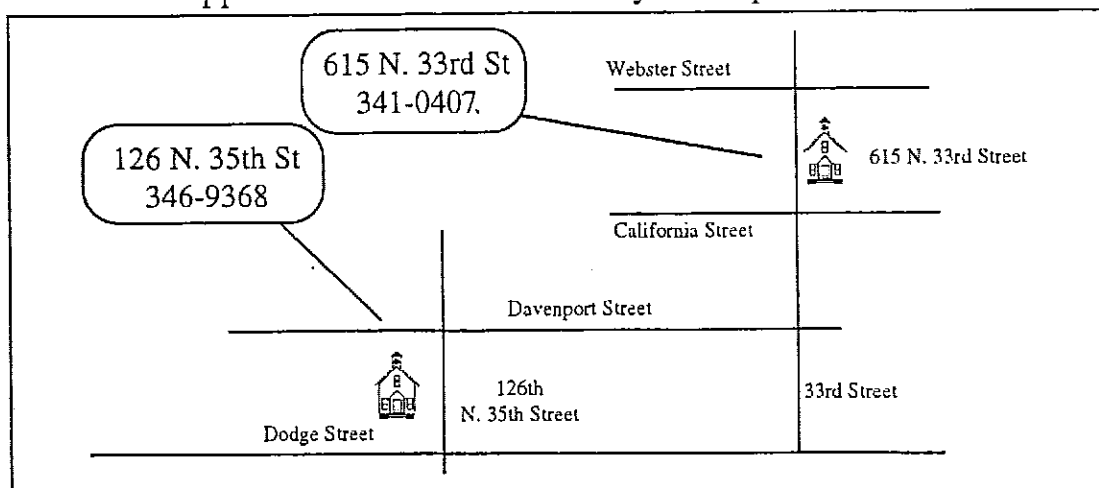 615 N. 33rd St
341-0407.
Webster Street
126 N. 35th St
346-9368
615 N. 33rd Street
California Street
Davenport Street
126th
N. 35th Street
33rd Street
Dodge Street